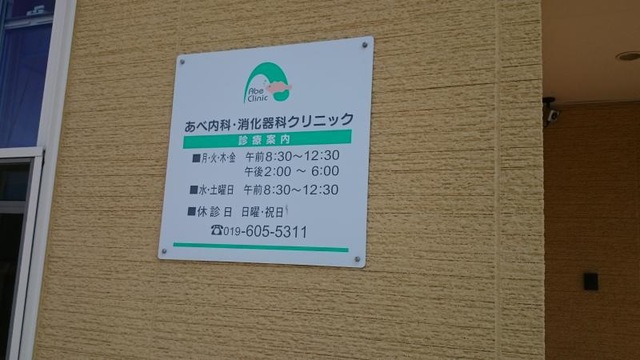 Abe
Clinic
あべ内科・消化器科クリニック
診療案内
■月・火・木・金 午前8:30～12:30
午後2:00 ～ 6:00
■水・土曜日 午前8:30～12:30
■休診日 日曜・祝日
☎019-605-5311